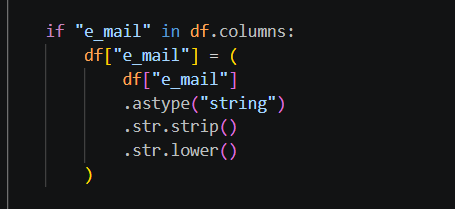 if "e_mail" in df.columns:
    df["e_mail"] = (
        df["e_mail"]
        .astype("string")
        .str.strip()
        .str.lower()
    )